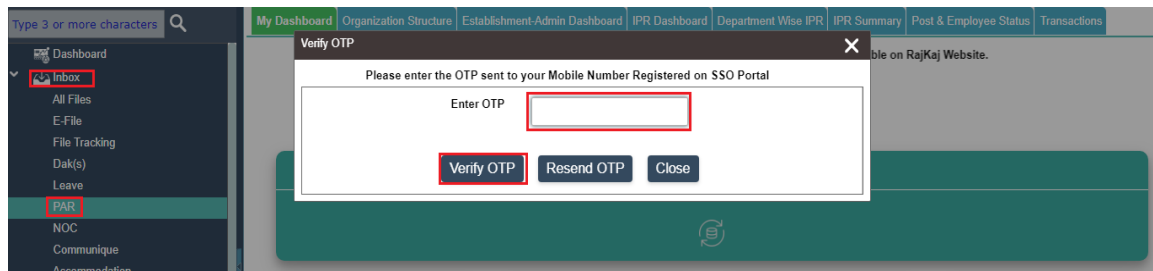 Type 3 or more characters
Dashboard
Inbox
All Files
E-File
File Tracking
Dak(s)
Leave
PAR
NOC
Communique
Accommodation
My Dashboard Organization Structure Establishment-Admin Dashboard IPR Dashboard Department Wise IPR IPR Summary Post & Employee Status Transactions
ble on RajKaj Website.
Verify OTP
Please enter the OTP sent to your Mobile Number Registered on SSO Portal
Enter OTP
Verify OTP Resend OTP Close